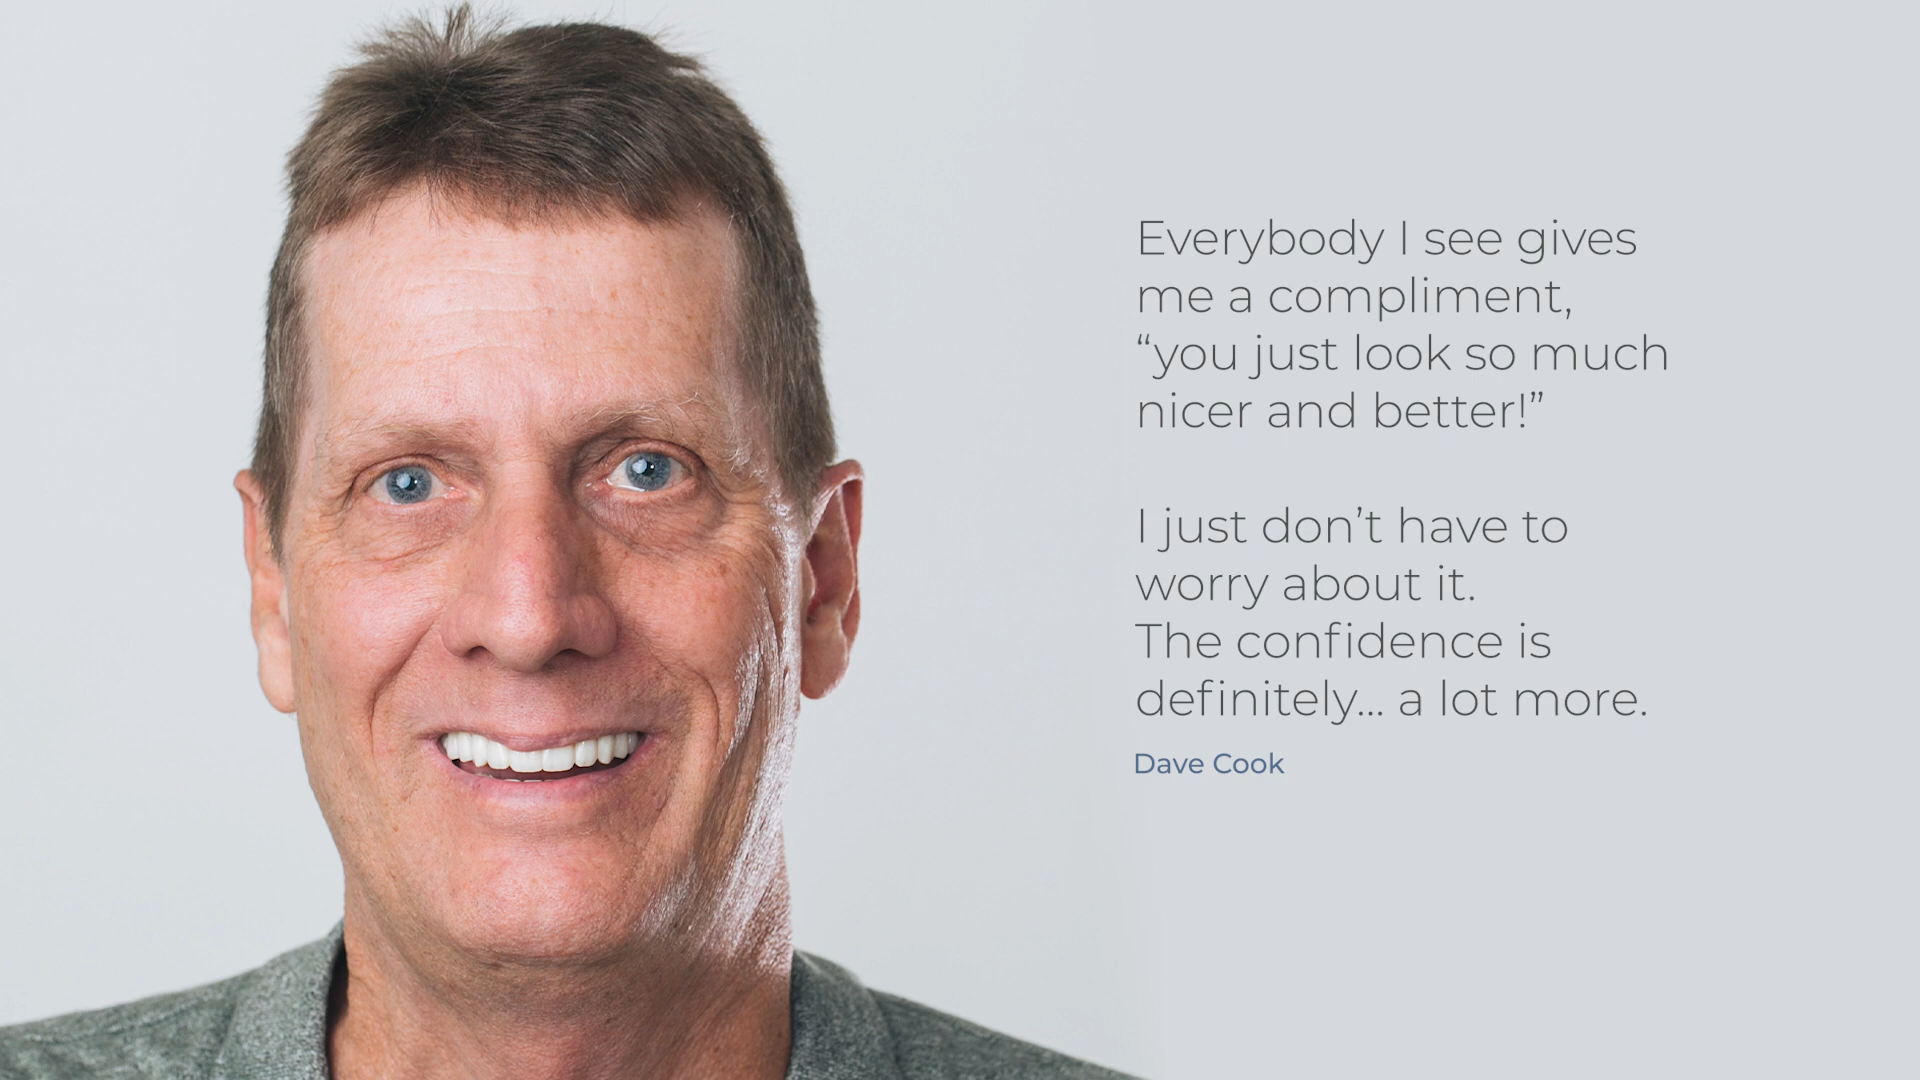 Everybody I see gives
me a compliment,
“you just look so much
nicer and better!”
I just don’t have to
worry about it.
The confidence is
definitely... a lot more.
Dave Cook